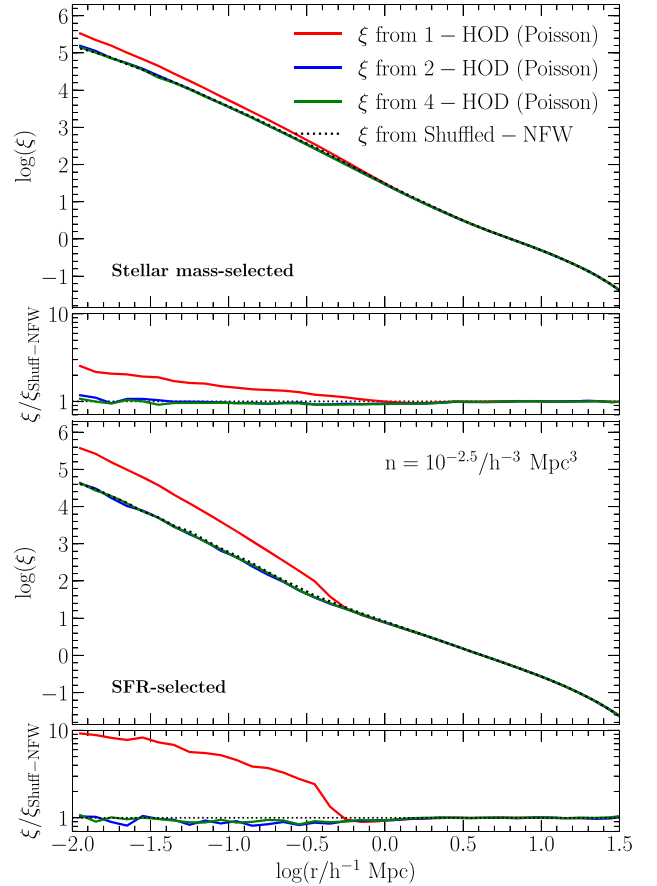 ξ from 1 − HOD (Poisson)
ξ from 2 − HOD (Poisson)
ξ from 4 − HOD (Poisson)
ξ from Shuffled − NFW
log(ξ)
6
5
4
3
2
1
0
−1
Stellar mass-selected
ξ/ξShuff−NFW
10
1
n = 10^−2.5/h^−3 Mpc^3
log(ξ)
6
5
4
3
2
1
0
−1
SFR-selected
ξ/ξShuff−NFW
10
1
−2.0 −1.5 −1.0 −0.5 0.0 0.5 1.0 1.5
log(r/h^−1 Mpc)